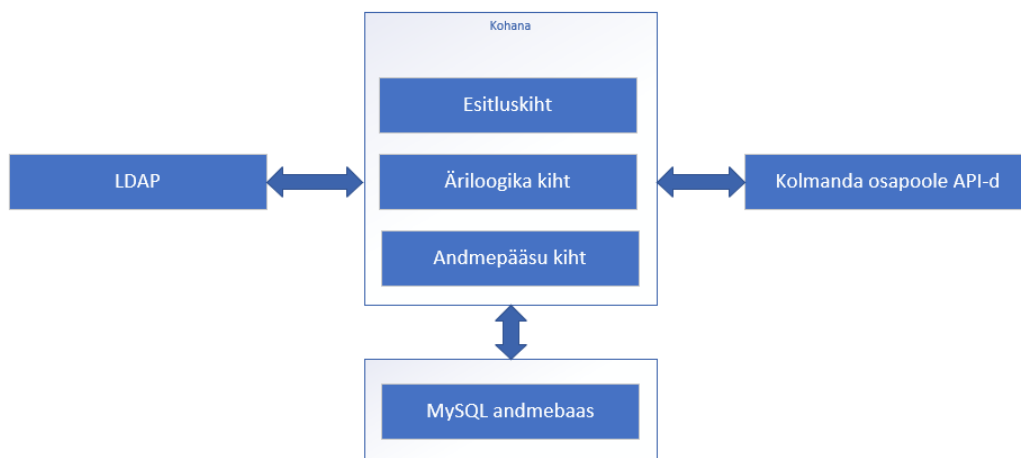 Kohana
Esitluskiht
LDAP
Äriloogika kiht
Kolmanda osapoole API-d
Andmepääsu kiht
MySQL andmebaas